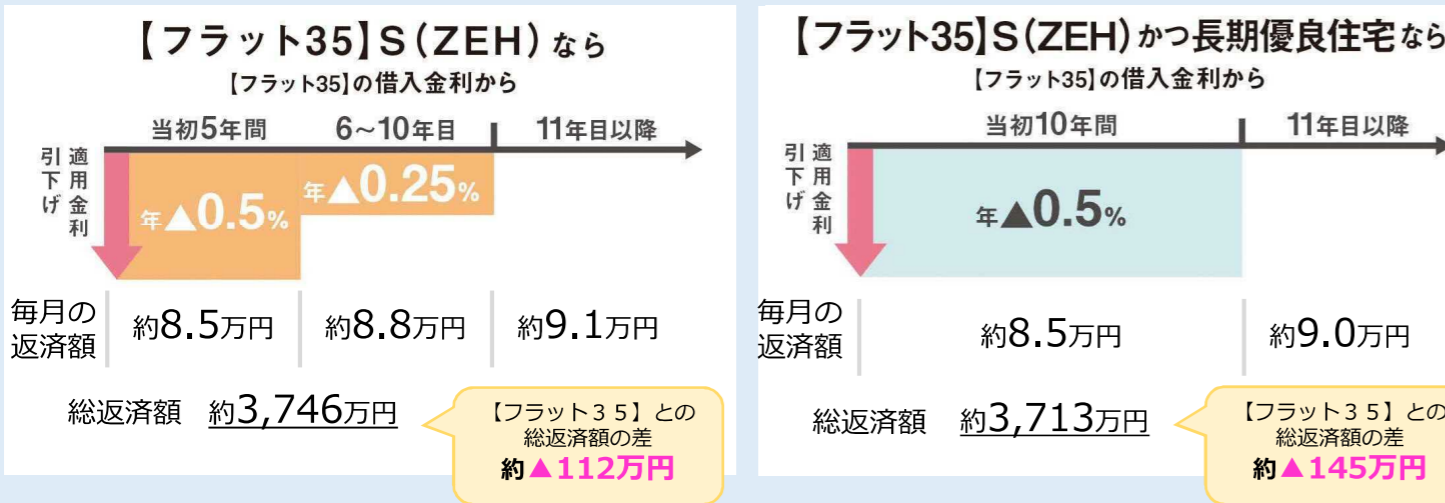 【フラット35】S(ZEH)なら
【フラット35】の借入金利から
当初5年間
6～10年目
11年目以降
適用金利
引下げ
年▲0.5%
年▲0.25%
毎月の
返済額
約8.5万円
約8.8万円
約9.1万円
総返済額 約3,746万円
【フラット３５】との
総返済額の差
約▲112万円
【フラット35】S(ZEH)かつ長期優良住宅なら
【フラット35】の借入金利から
当初10年間
11年目以降
適用金利
引下げ
年▲0.5%
毎月の
返済額
約8.5万円
約9.0万円
総返済額 約3,713万円
【フラット３５】との
総返済額の差
約▲145万円